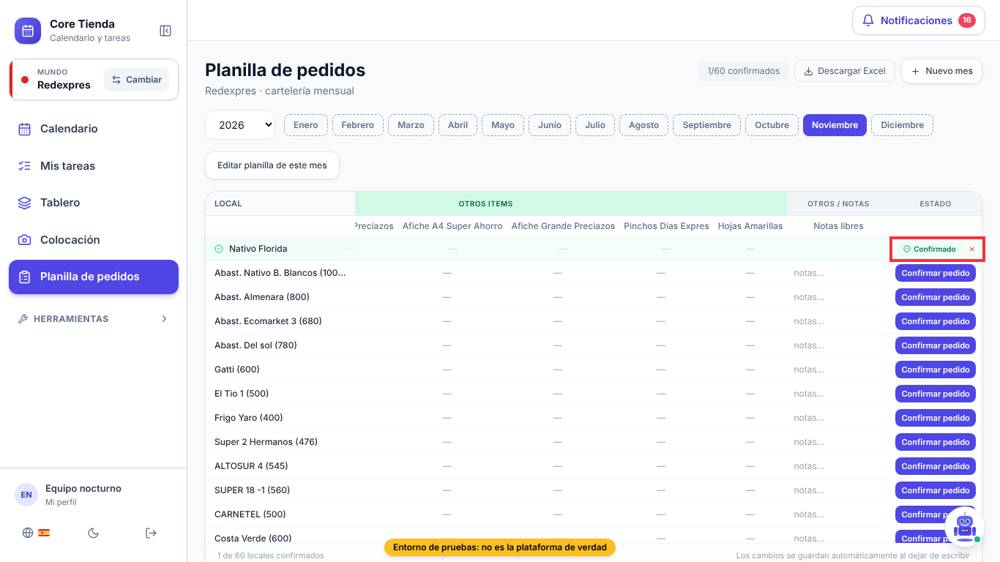 Core Tienda
Calendario y tareas
MUNDO
Redexpres
Cambiar
Calendario
Mis tareas
Tablero
Colocación
Planilla de pedidos
HERRAMIENTAS
EN
Equipo nocturno
Mi perfil
Notificaciones 16
Planilla de pedidos
Redexpres · cartelería mensual
1/60 confirmados
Descargar Excel
+ Nuevo mes
2026 Enero Febrero Marzo Abril Mayo Junio Julio Agosto Septiembre Octubre Noviembre Diciembre
Editar planilla de este mes
LOCAL OTROS ITEMS OTROS / NOTAS ESTADO
Preciazos Afiche A4 Super Ahorro Afiche Grande Preciazos Pinchos Días Expres Hojas Amarillas Notas libres
Nativo Florida — — — — Confirmado ×
Abast. Nativo B. Blancos (100... — — — — notas... Confirmar pedido
Abast. Almenara (800) — — — — notas... Confirmar pedido
Abast. Ecomarket 3 (680) — — — — notas... Confirmar pedido
Abast. Del sol (780) — — — — notas... Confirmar pedido
Gatti (600) — — — — notas... Confirmar pedido
El Tio 1 (500) — — — — notas... Confirmar pedido
Frigo Yaro (400) — — — — notas... Confirmar pedido
Super 2 Hermanos (476) — — — — notas... Confirmar pedido
ALTOSUR 4 (545) — — — — notas... Confirmar pedido
SUPER 18 -1 (560) — — — — notas... Confirmar pedido
CARNETEL (500) — — — — notas... Confirmar
Costa Verde (600) — — — — notas... Confirmar
1 de 60 locales confirmados
Entorno de pruebas: no es la plataforma de verdad
Los cambios se guardan automáticamente al dejar de escribir